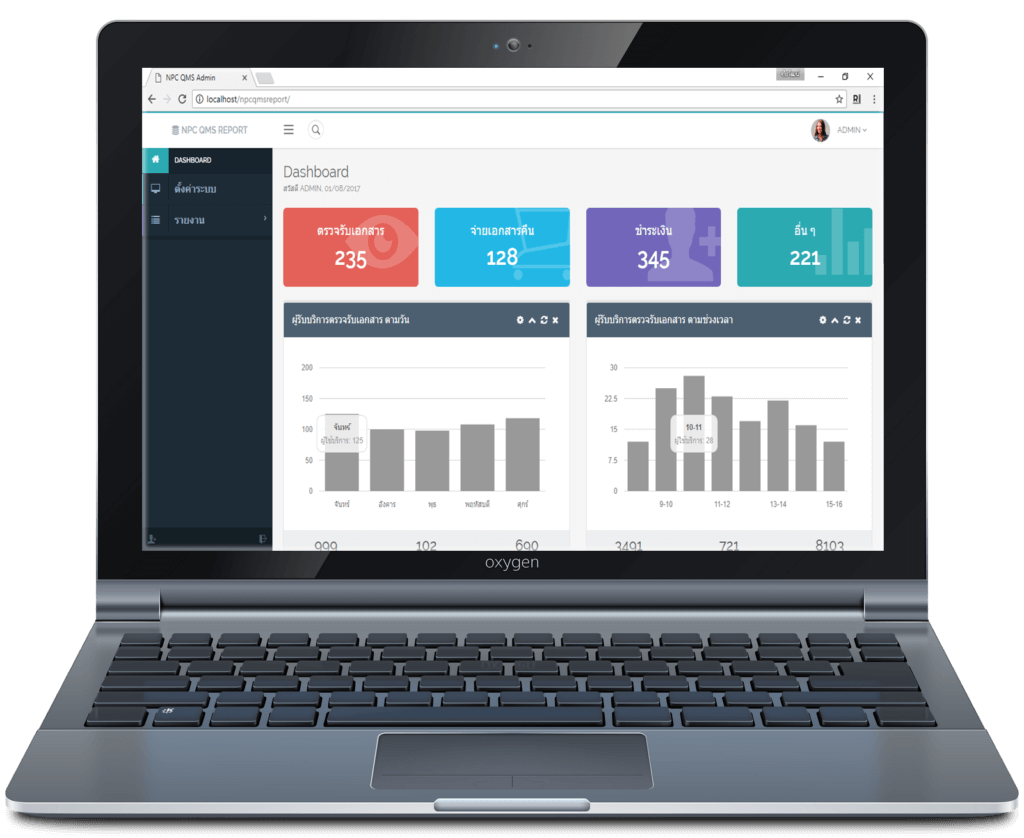 NPC QMS Admin
localhost/npcqmsreport/
NPC QMS REPORT
ADMIN
DASHBOARD
ตั้งค่าระบบ
รายงาน
Dashboard
สวัสดี ADMIN, 01/08/2017
ตรวจรับเอกสาร
235
จ่ายเอกสารคืน
128
ชำระเงิน
345
อื่น ๆ
221
ผู้รับบริการตรวจรับเอกสาร ตามวัน
200
150
100
50
0
จันทร์
ผู้ใช้บริการ: 125
จันทร์
อังคาร
พุธ
พฤหัสบดี
ศุกร์
999
102
690
ผู้รับบริการตรวจรับเอกสาร ตามช่วงเวลา
30
22.5
15
7.5
0
10-11
ผู้ใช้บริการ: 28
9-10
11-12
13-14
15-16
3491
721
8103
oxygen